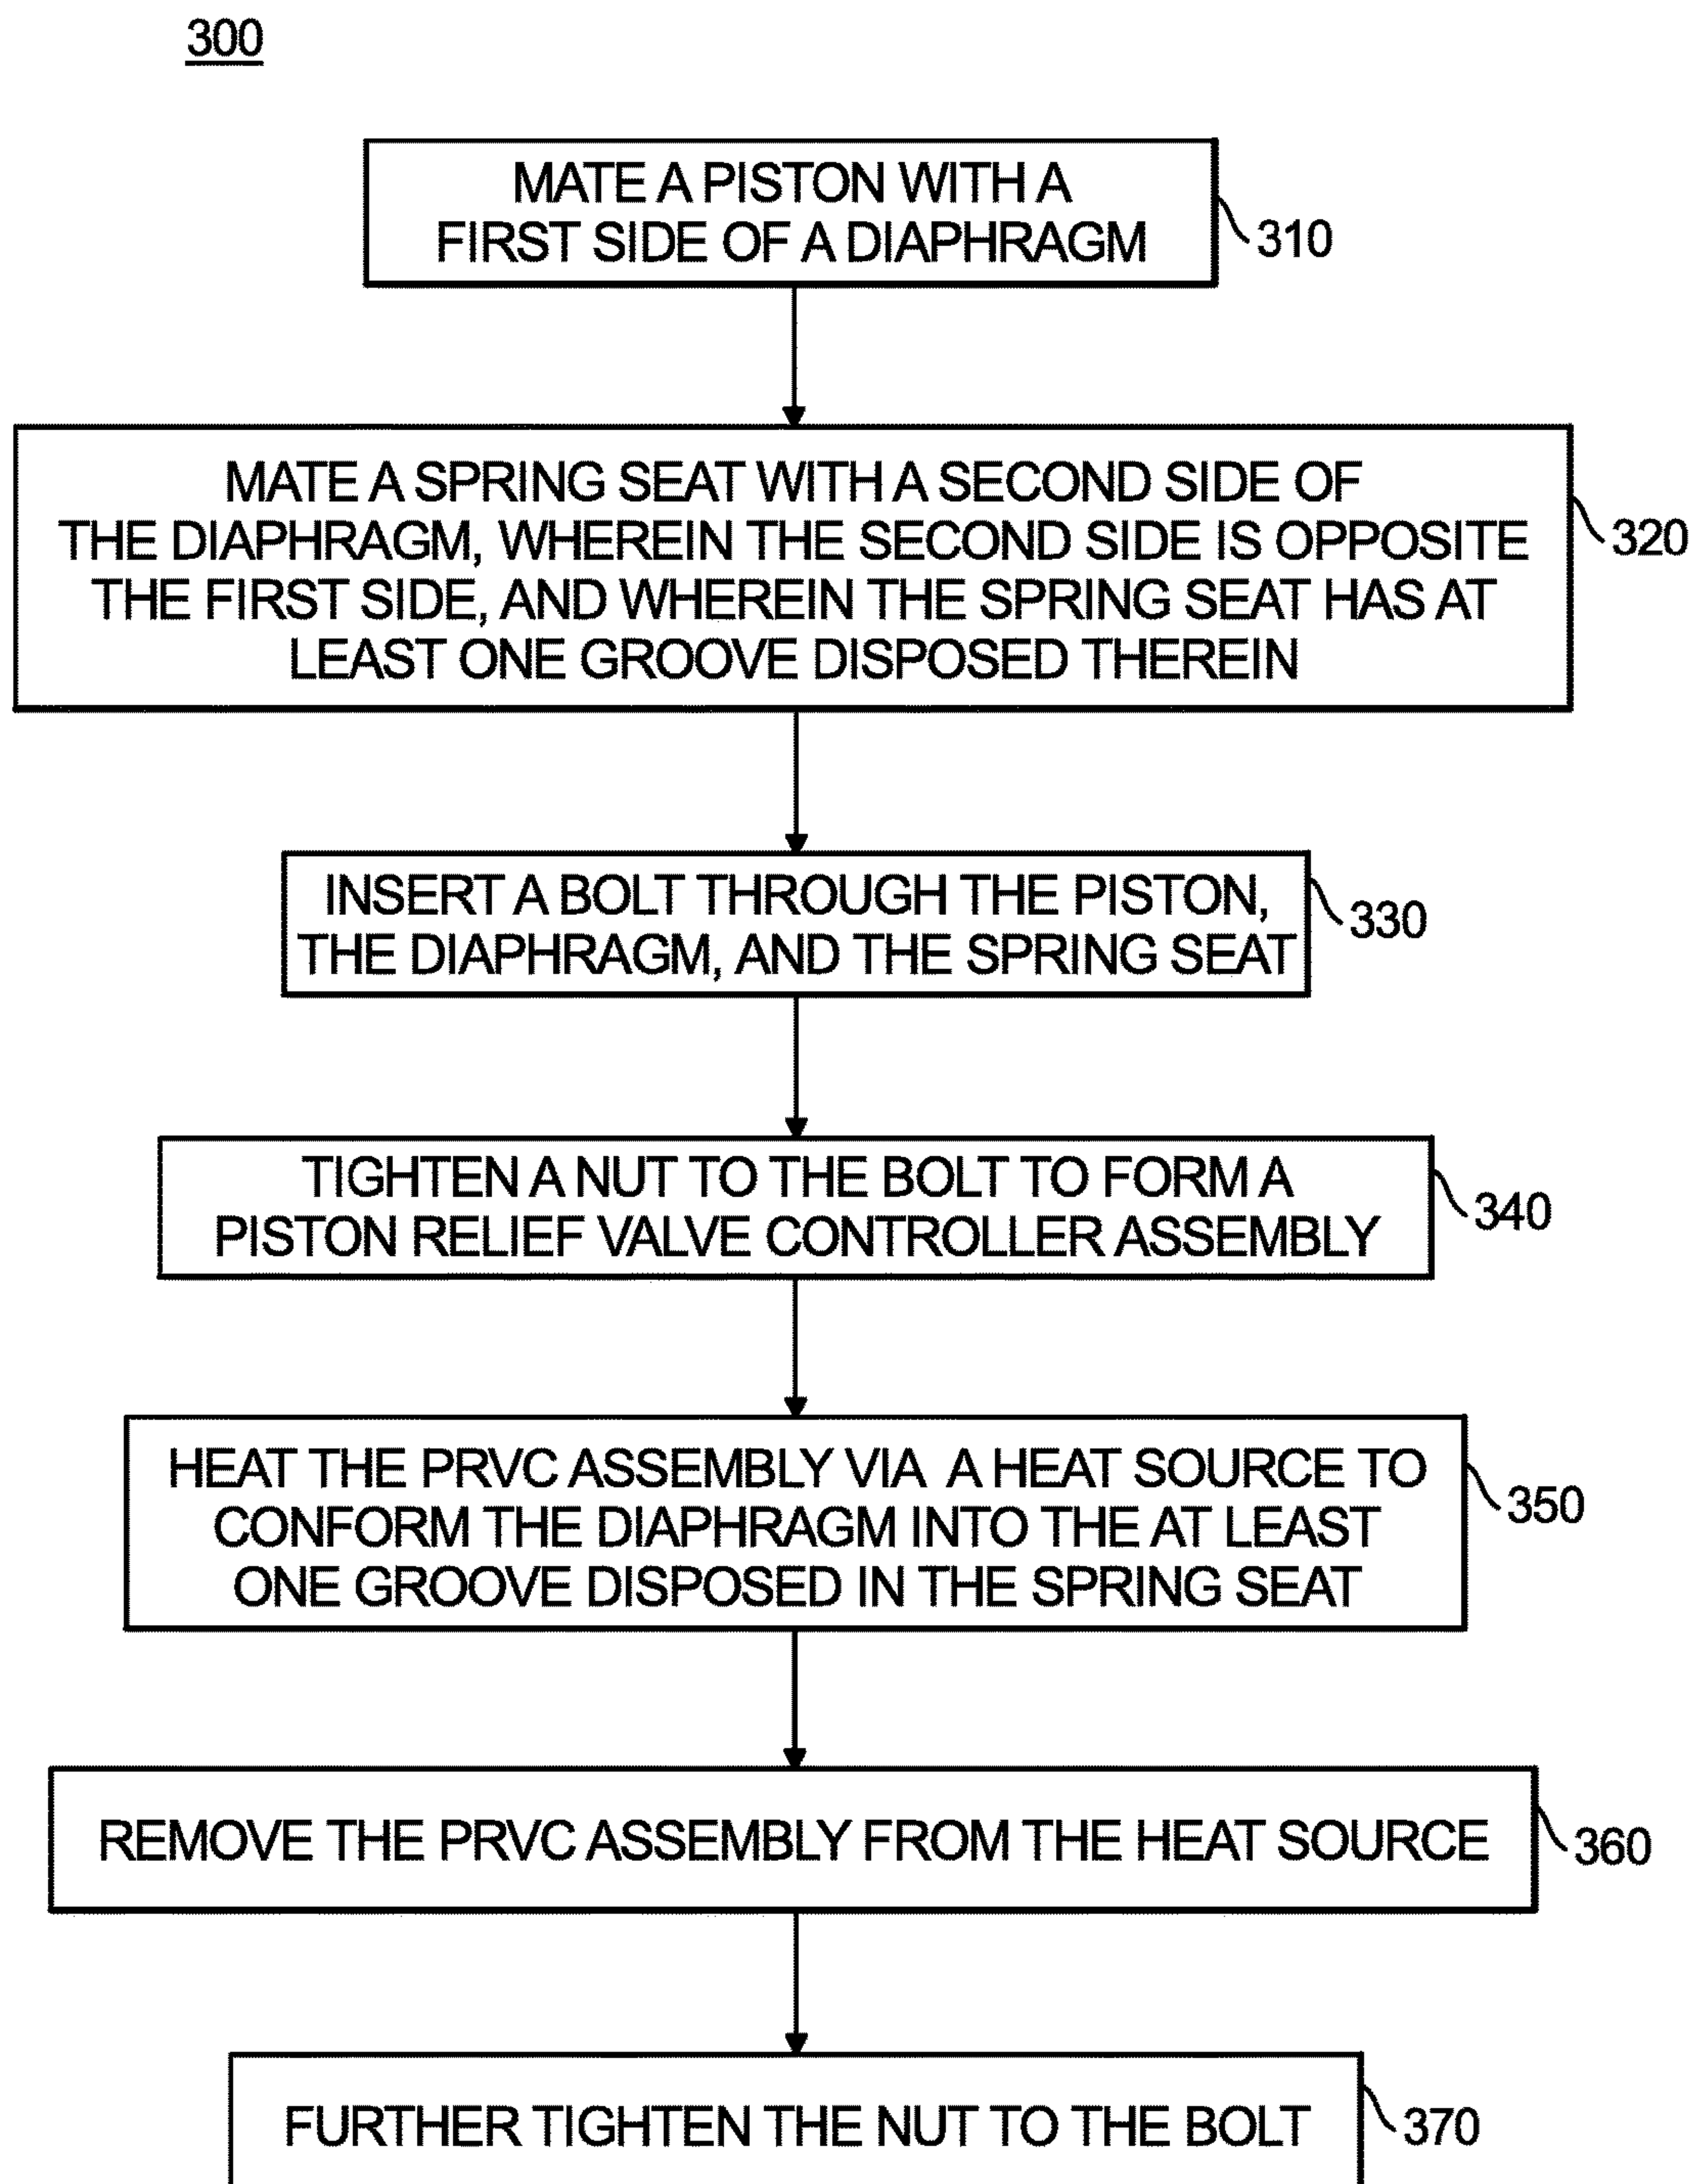 300
MATE A PISTON WITH A
FIRST SIDE OF A DIAPHRAGM
310
MATE A SPRING SEAT WITH A SECOND SIDE OF
THE DIAPHRAGM, WHEREIN THE SECOND SIDE IS OPPOSITE
THE FIRST SIDE, AND WHEREIN THE SPRING SEAT HAS AT
LEAST ONE GROOVE DISPOSED THEREIN
320
INSERT A BOLT THROUGH THE PISTON,
THE DIAPHRAGM, AND THE SPRING SEAT
330
TIGHTEN A NUT TO THE BOLT TO FORM A
PISTON RELIEF VALVE CONTROLLER ASSEMBLY
340
HEAT THE PRVC ASSEMBLY VIA A HEAT SOURCE TO
CONFORM THE DIAPHRAGM INTO THE AT LEAST
ONE GROOVE DISPOSED IN THE SPRING SEAT
350
REMOVE THE PRVC ASSEMBLY FROM THE HEAT SOURCE
360
FURTHER TIGHTEN THE NUT TO THE BOLT
370